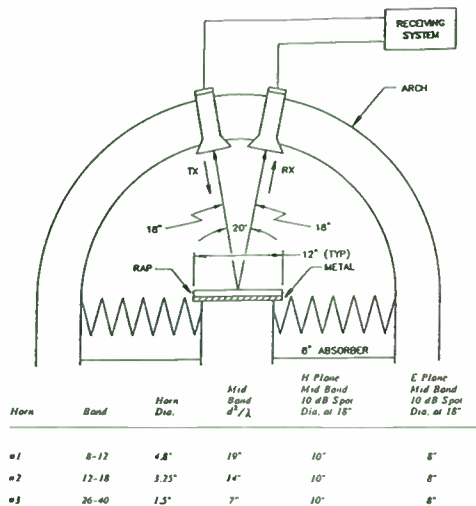 RECEIVING
SYSTEM
ARCH
TX
RX
18"
20°
18"
12" (TYP)
RAP
METAL
8" ABSORBER
Horn Band Horn Dia. Mid Band d²/λ H Plane Mid Band 10 dB Spot Dia. at 18" E Plane Mid Band 10 dB Spot Dia. at 18"
#1 8-12 4.8" 19" 10" 8"
#2 12-18 3.25" 14" 10" 8"
#3 26-40 1.5" 7" 10" 8"